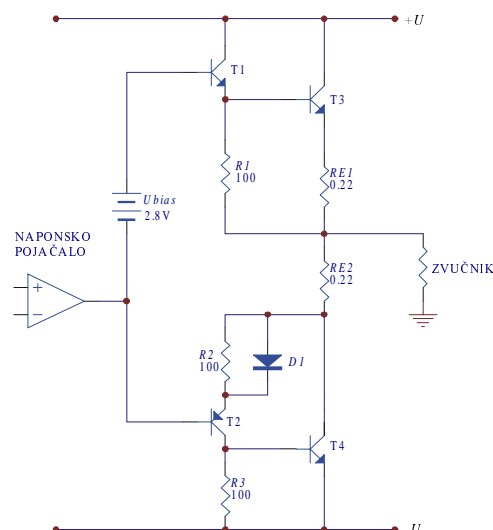 +U
T1
T3
R1
100
RE1
0.22
Ubias
2.8V
NAPONSKO
POJAČALO
RE2
0.22
ZVUČNIK
+
−
R2
100
D1
T2
T4
R3
100
-U